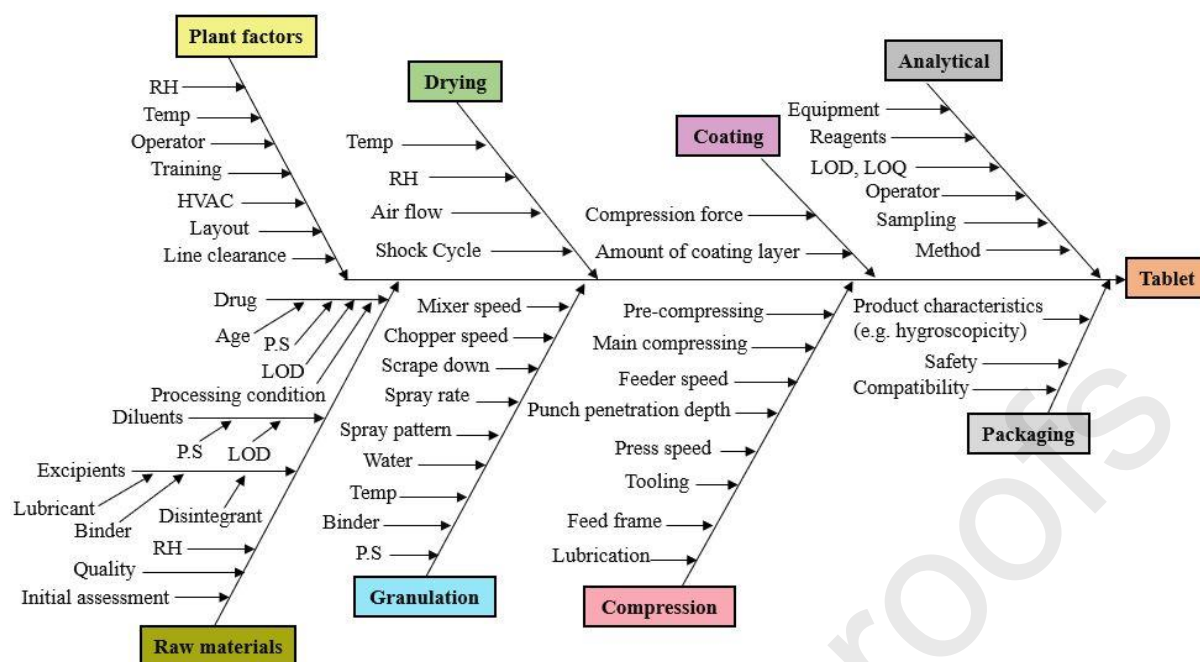 Plant factors
RH
Temp
Operator
Training
HVAC
Layout
Line clearance
Drying
Temp
RH
Air flow
Shock Cycle
Coating
Compression force
Amount of coating layer
Analytical
Equipment
Reagents
LOD, LOQ
Operator
Sampling
Method
Tablet
Drug
Age
P.S
LOD
Processing condition
Diluents
P.S
LOD
Excipients
Lubricant
Binder
Disintegrant
RH
Quality
Initial assessment
Raw materials
Mixer speed
Chopper speed
Scrape down
Spray rate
Spray pattern
Water
Temp
Binder
P.S
Granulation
Pre-compressing
Main compressing
Feeder speed
Punch penetration depth
Press speed
Tooling
Feed frame
Lubrication
Compression
Product characteristics
(e.g. hygroscopicity)
Safety
Compatibility
Packaging
roofs